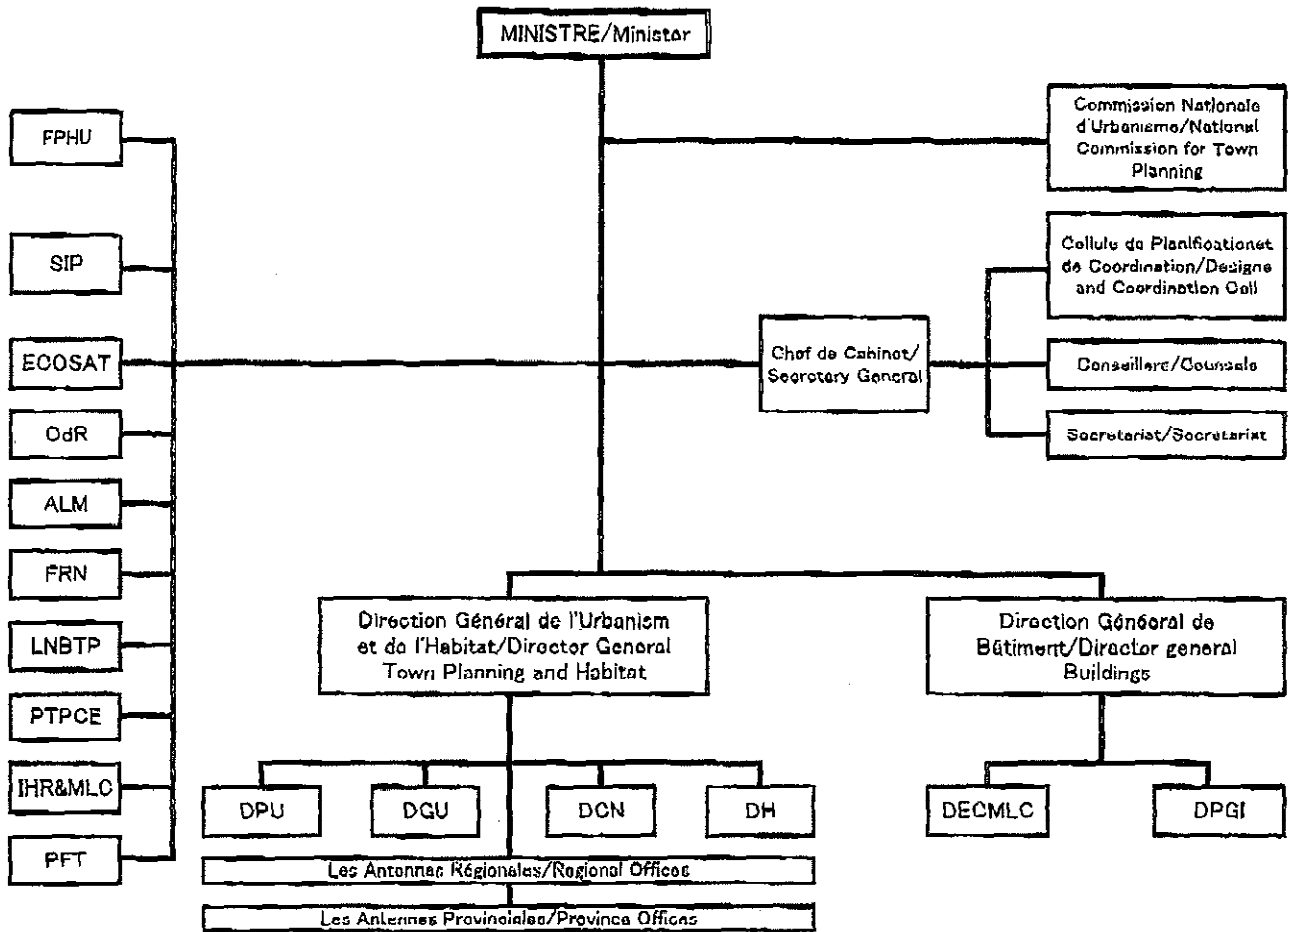 MINISTRE/Minister
Commission Nationale
d'Urbanisme/National
Commission for Town
Planning
FPHU
SIP
Cellule de Planificationet
de Coordination/Designe
and Coordination Cell
ECOSAT
Chef de Cabinet/
Secretary General
Conseillers/Counsels
OdR
Secretariat/Secretariat
ALM
FRN
LNBTP
PTPCE
IHR&MLC
PFT
Direction Général de l'Urbanism
et de l'Habitat/Director General
Town Planning and Habitat
Direction Général de
Bâtiment/Director general
Buildings
DPU
DGU
DCN
DH
DECMLC
DPGI
Les Antennes Régionales/Regional Offices
Les Antennes Provinciales/Province Offices